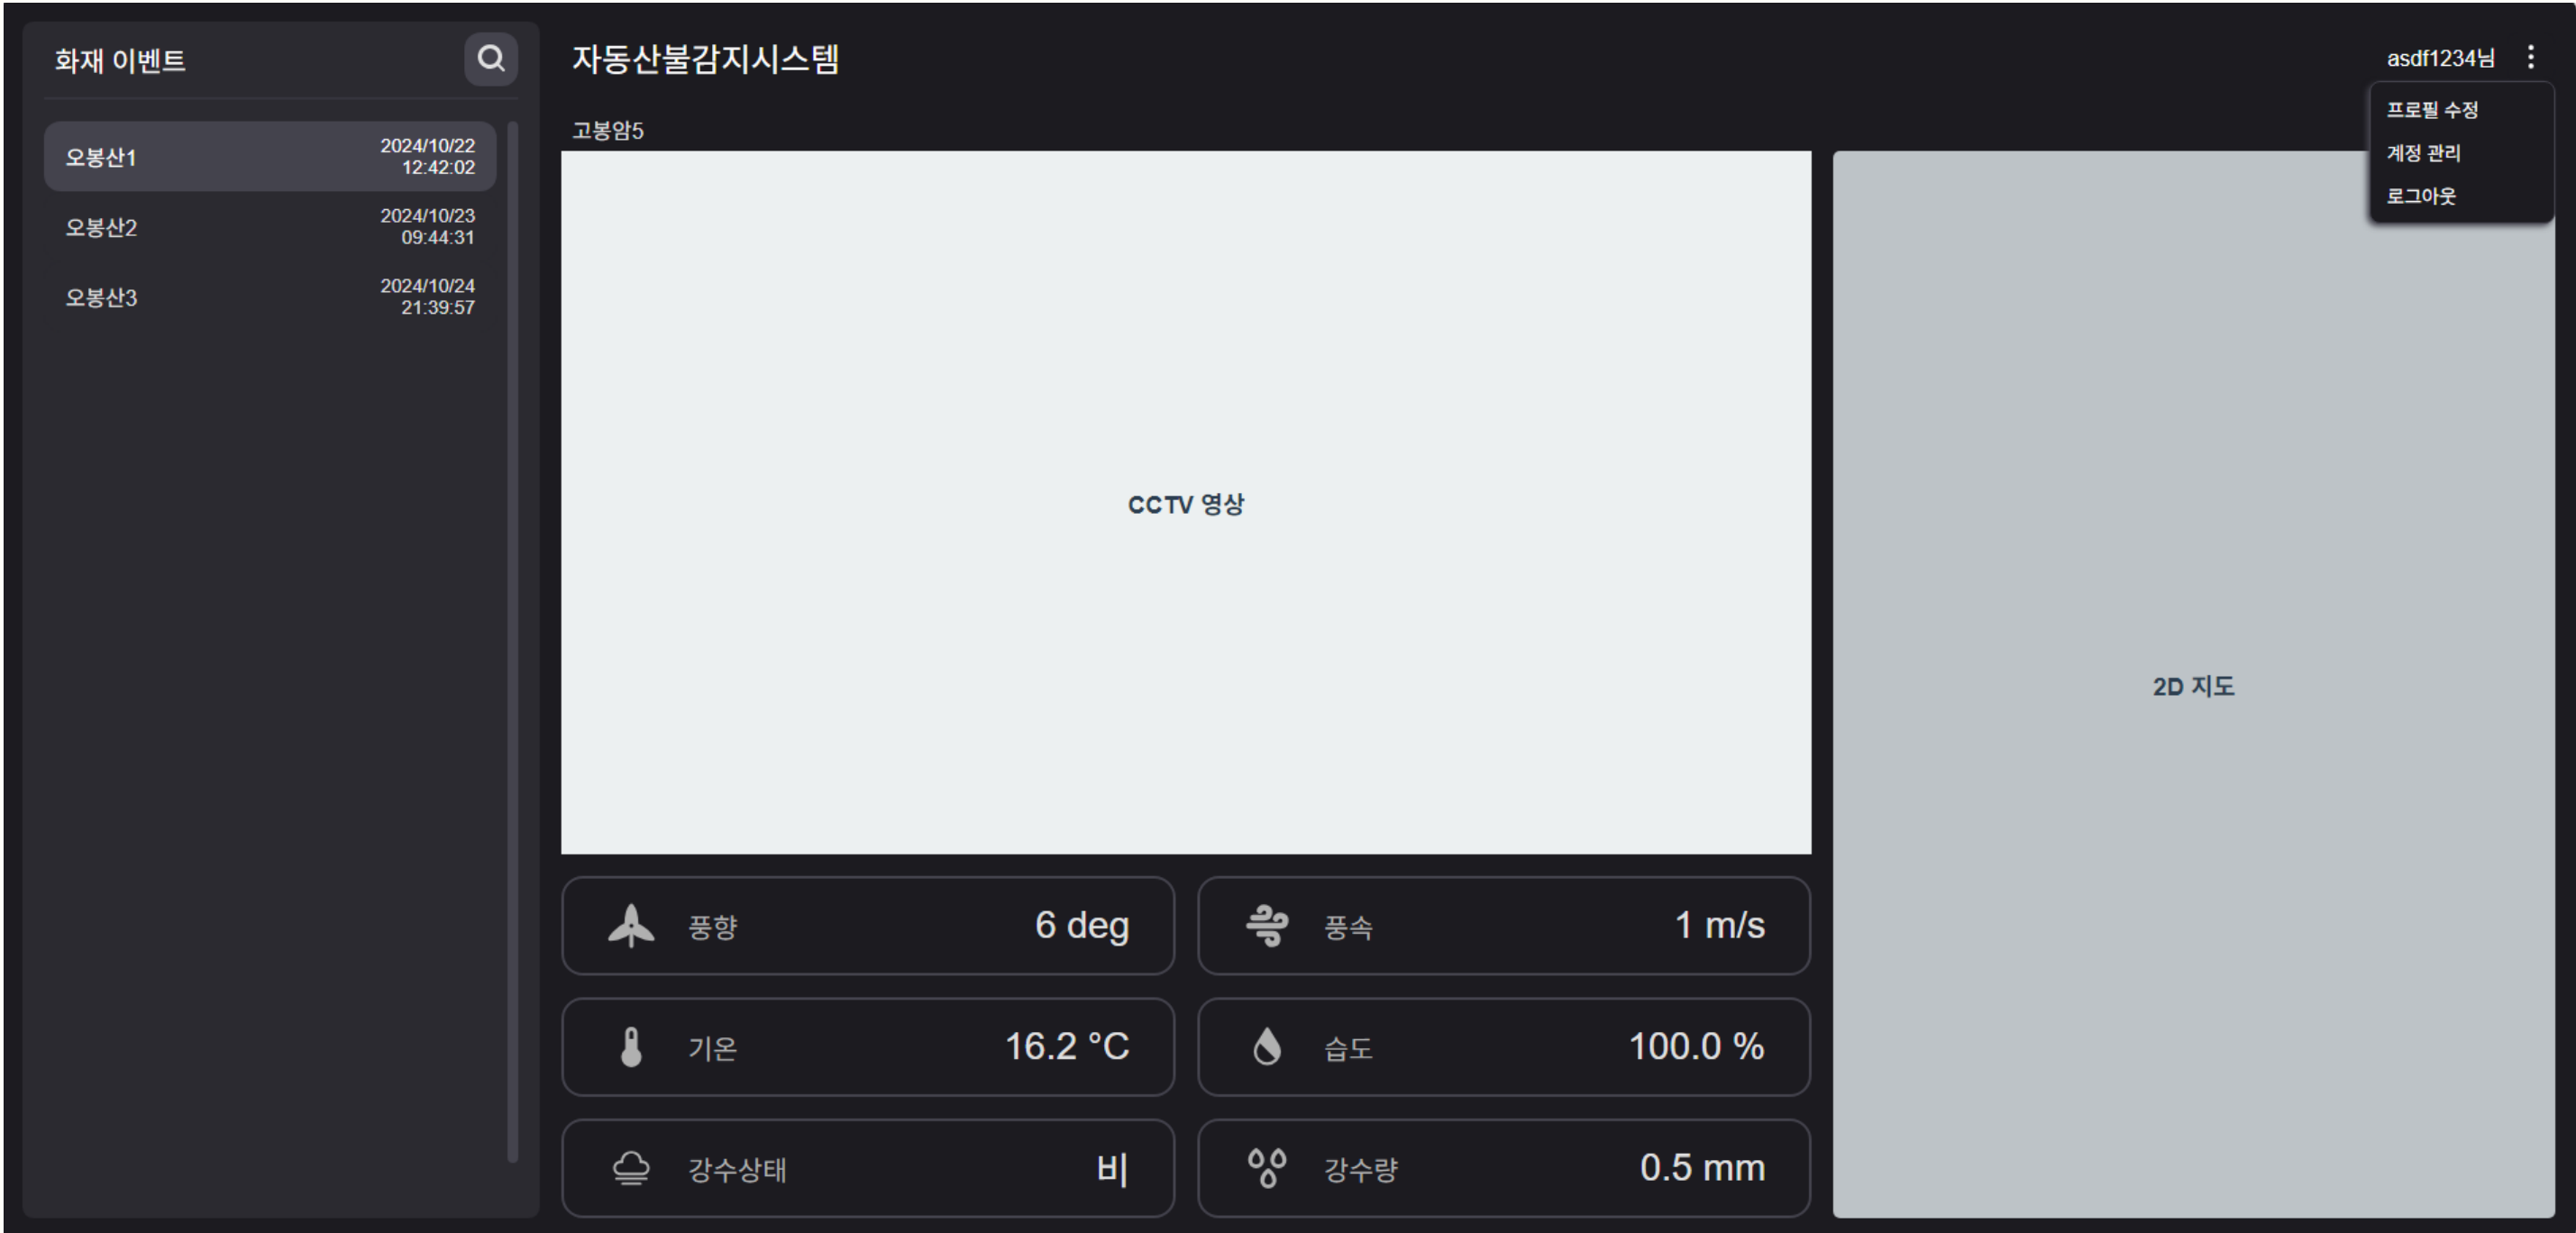 화재 이벤트
오봉산1
2024/10/22
12:42:02
오봉산2
2024/10/23
09:44:31
오봉산3
2024/10/24
21:39:57
자동산불감지시스템
asdf1234님
프로필 수정
계정 관리
로그아웃
고봉암5
CCTV 영상
2D 지도
풍향 6 deg
풍속 1 m/s
기온 16.2 °C
습도 100.0 %
강수상태 비
강수량 0.5 mm